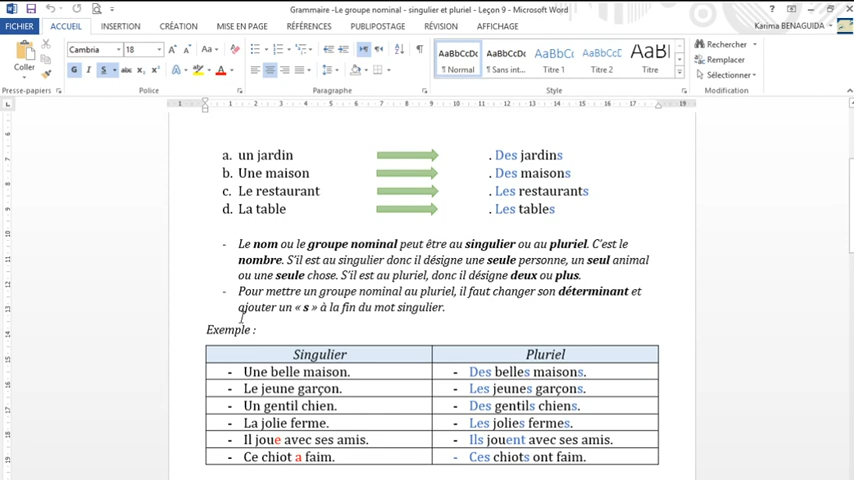 Grammaire -Le groupe nominal - singulier et pluriel - Leçon 9 - Microsoft Word
FICHIER ACCUEIL INSERTION CRÉATION MISE EN PAGE RÉFÉRENCES PUBLIPOSTAGE RÉVISION AFFICHAGE Karima BENAGUIDA
Coller
Cambria 18
G I S abc x₂ x²
AaBbCcDc AaBbCcDc AaBbC AaBbCc AaBl
¶ Normal ¶ Sans int... Titre 1 Titre 2 Titre
Rechercher
Remplacer
Sélectionner
Presse-papiers Police Paragraphe Style Modification
a. un jardin . Des jardins
b. Une maison . Des maisons
c. Le restaurant . Les restaurants
d. La table . Les tables
- Le nom ou le groupe nominal peut être au singulier ou au pluriel. C'est le
nombre. S'il est au singulier donc il désigne une seule personne, un seul animal
ou une seule chose. S'il est au pluriel, donc il désigne deux ou plus.
- Pour mettre un groupe nominal au pluriel, il faut changer son déterminant et
ajouter un « s » à la fin du mot singulier.
Exemple :
Singulier Pluriel
- Une belle maison. - Des belles maisons.
- Le jeune garçon. - Les jeunes garçons.
- Un gentil chien. - Des gentils chiens.
- La jolie ferme. - Les jolies fermes.
- Il joue avec ses amis. - Ils jouent avec ses amis.
- Ce chiot a faim. - Ces chiots ont faim.